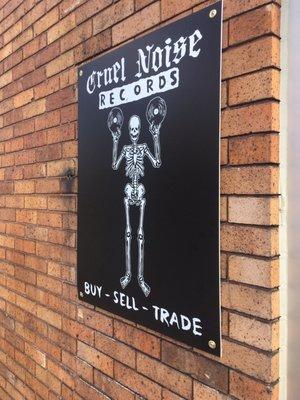 Cruel Noise
RECORDS
BUY - SELL - TRADE